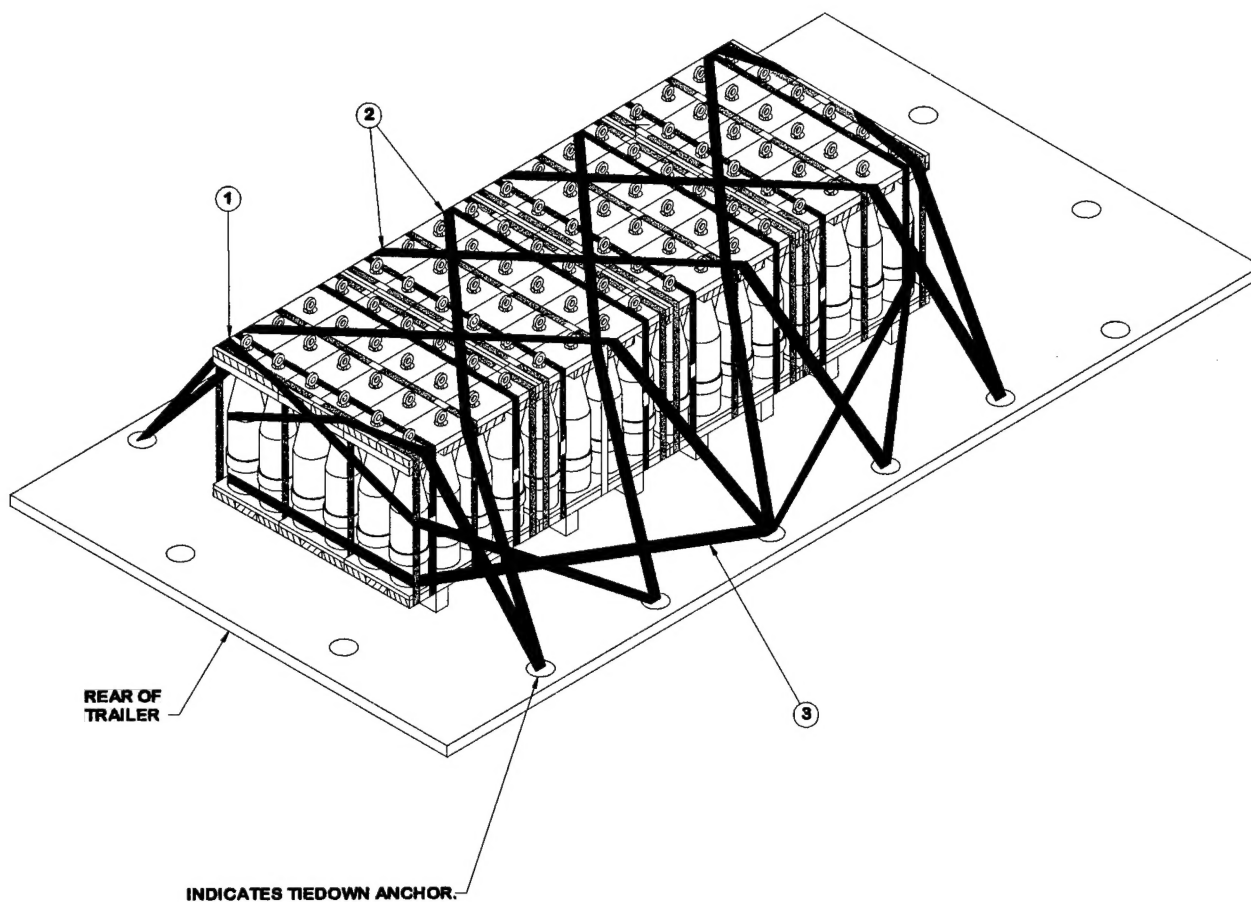 2
1
REAR OF
TRAILER
3
INDICATES TIEDOWN ANCHOR.